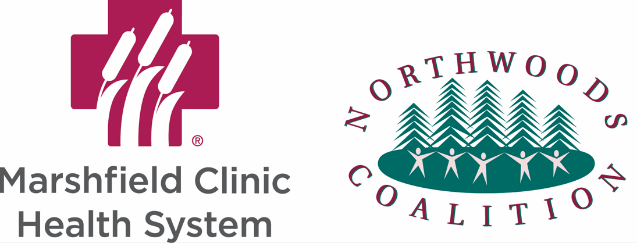 ®
Marshfield Clinic
Health System
NORTHWOODS
COALITION